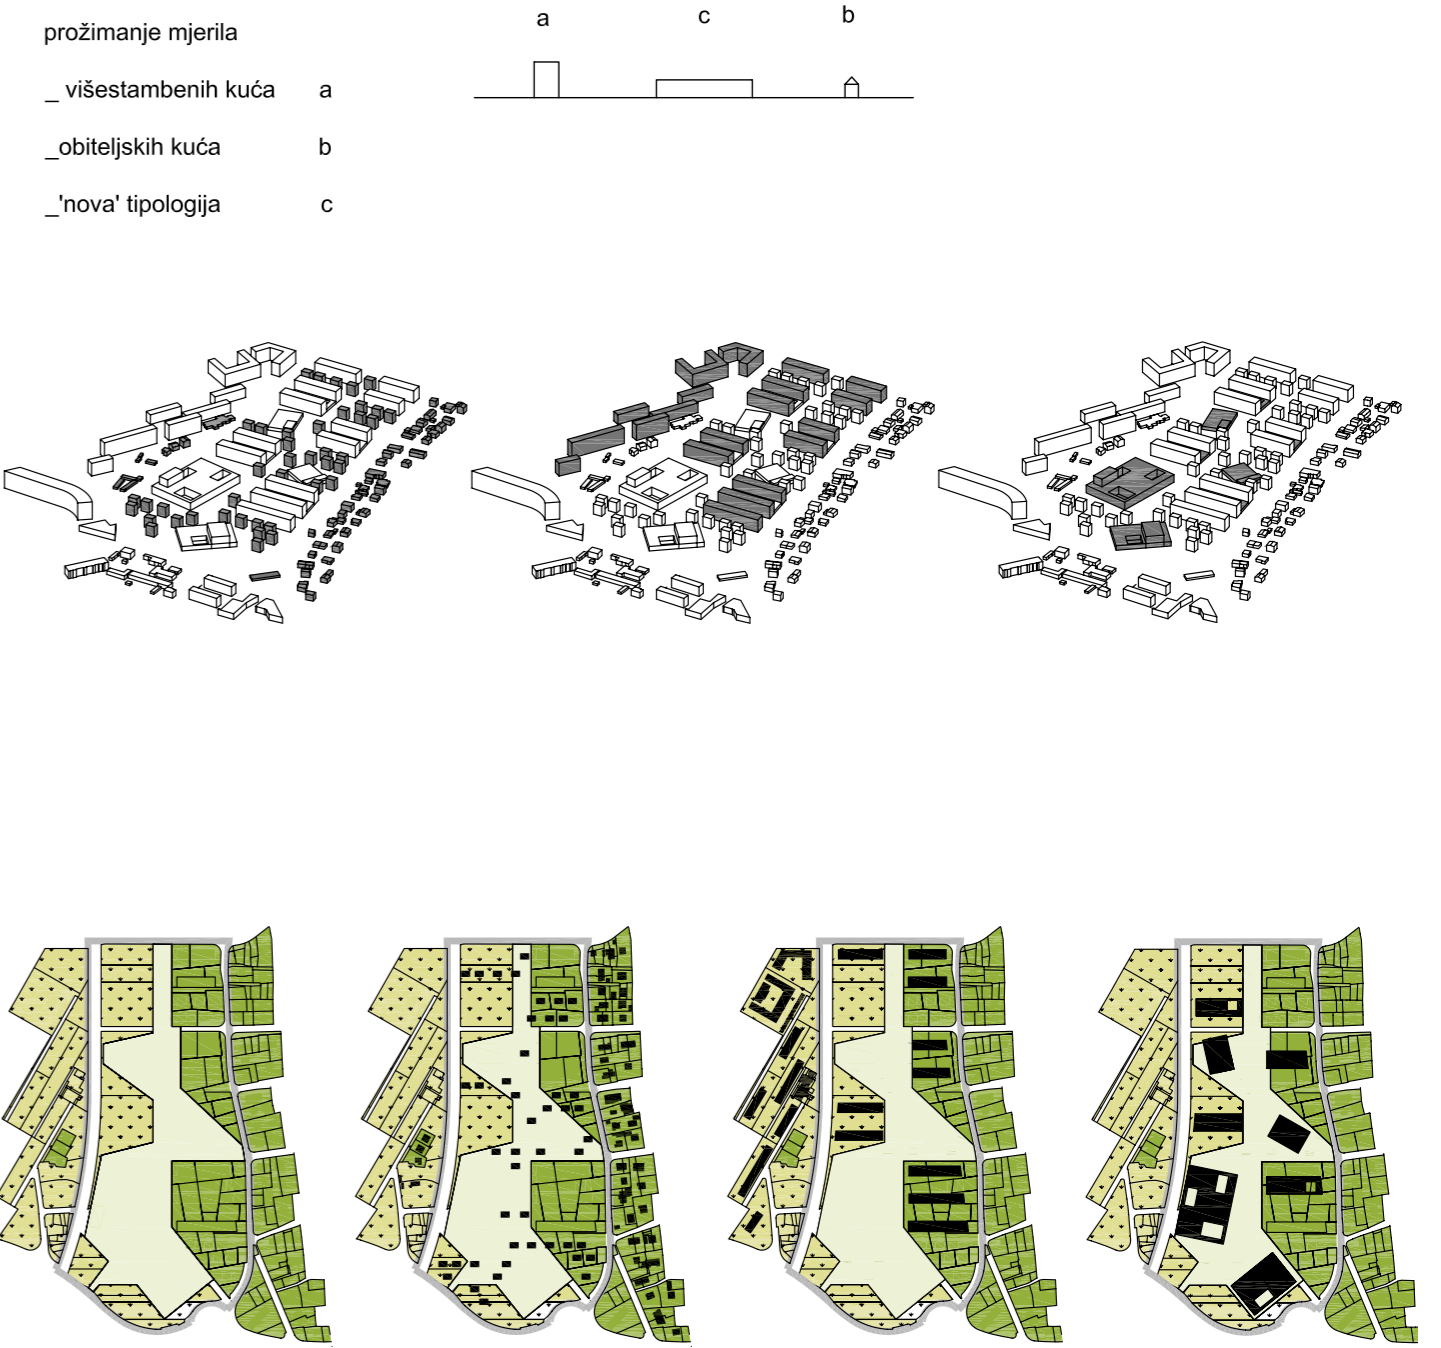 prožimanje mjerila
_ višestambenih kuća a
_obiteljskih kuća b
_'nova' tipologija c
a c b